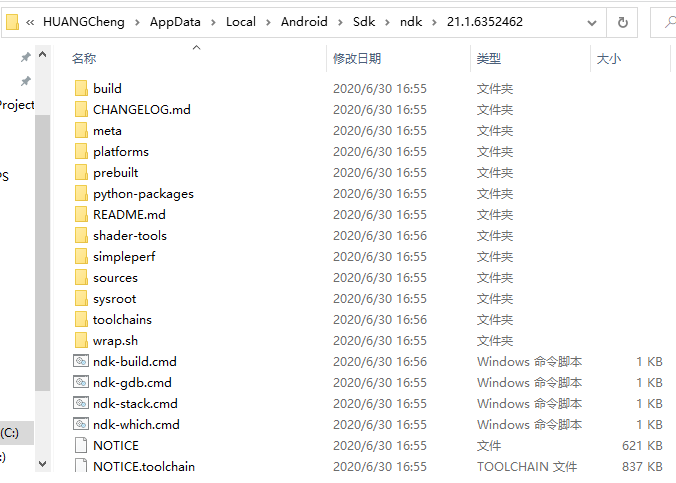 « HUANGCheng > AppData > Local > Android > Sdk > ndk > 21.1.6352462
名称 修改日期 类型 大小
build 2020/6/30 16:55 文件夹
CHANGELOG.md 2020/6/30 16:55 文件夹
Project
meta 2020/6/30 16:55 文件夹
platforms 2020/6/30 16:55 文件夹
prebuilt 2020/6/30 16:55 文件夹
PS
python-packages 2020/6/30 16:55 文件夹
README.md 2020/6/30 16:55 文件夹
shader-tools 2020/6/30 16:56 文件夹
simpleperf 2020/6/30 16:55 文件夹
sources 2020/6/30 16:55 文件夹
sysroot 2020/6/30 16:55 文件夹
toolchains 2020/6/30 16:56 文件夹
wrap.sh 2020/6/30 16:55 文件夹
ndk-build.cmd 2020/6/30 16:56 Windows 命令脚本 1 KB
ndk-gdb.cmd 2020/6/30 16:55 Windows 命令脚本 1 KB
ndk-stack.cmd 2020/6/30 16:55 Windows 命令脚本 1 KB
ndk-which.cmd 2020/6/30 16:55 Windows 命令脚本 1 KB
(C:)
NOTICE 2020/6/30 16:55 文件 621 KB
:)
NOTICE.toolchain 2020/6/30 16:55 TOOLCHAIN 文件 837 KB